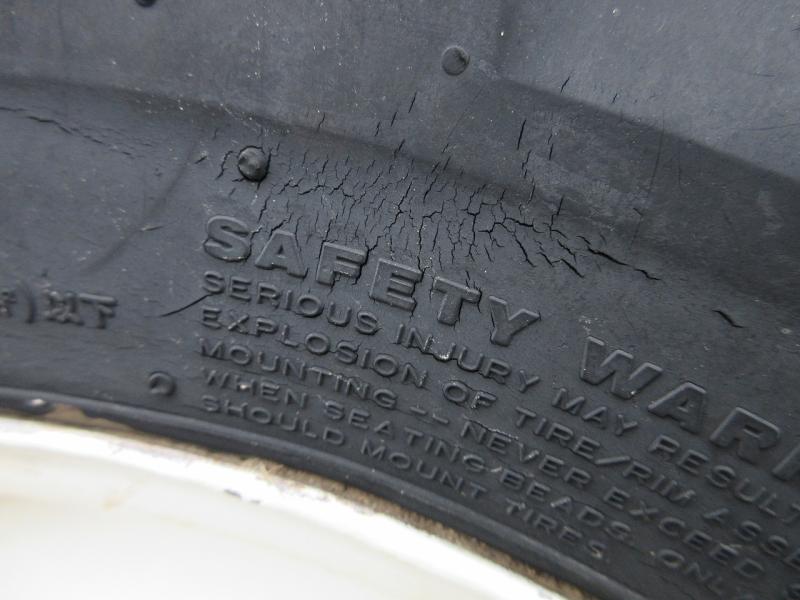 SAFETY WAR
SERIOUS INJURY MAY RESULT
EXPLOSION OF TIRE/RIM ASSE
MOUNTING -- NEVER EXCEED
WHEN SEATING BEADS. ONL
SHOULD MOUNT TIRES.